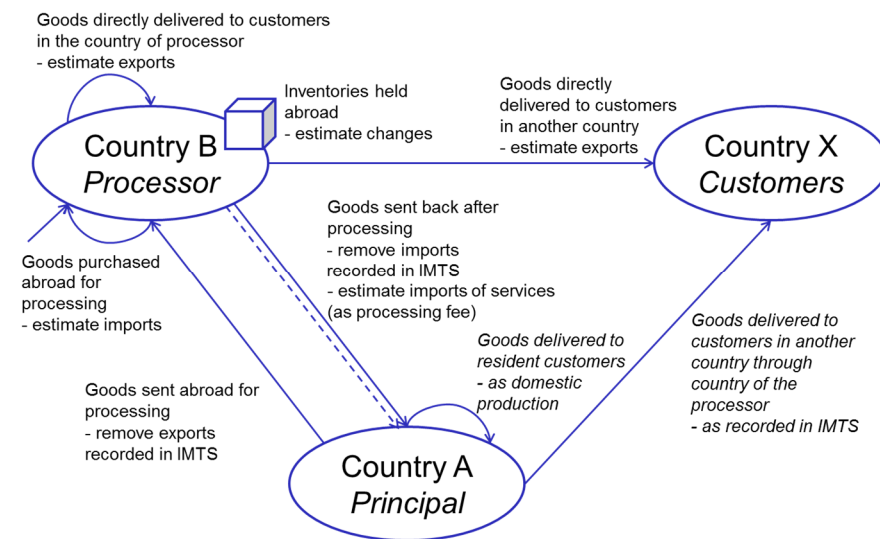 Goods directly delivered to customers
in the country of processor
- estimate exports
Inventories held
abroad
- estimate changes
Goods directly
delivered to customers
in another country
- estimate exports
Country B
Processor
Country X
Customers
Goods sent back after
processing
- remove imports
recorded in IMTS
- estimate imports of services
(as processing fee)
Goods purchased
abroad for
processing
- estimate imports
Goods delivered to
resident customers
- as domestic
production
Goods delivered to
customers in another
country through
country of the
processor
- as recorded in IMTS
Goods sent abroad for
processing
- remove exports
recorded in IMTS
Country A
Principal